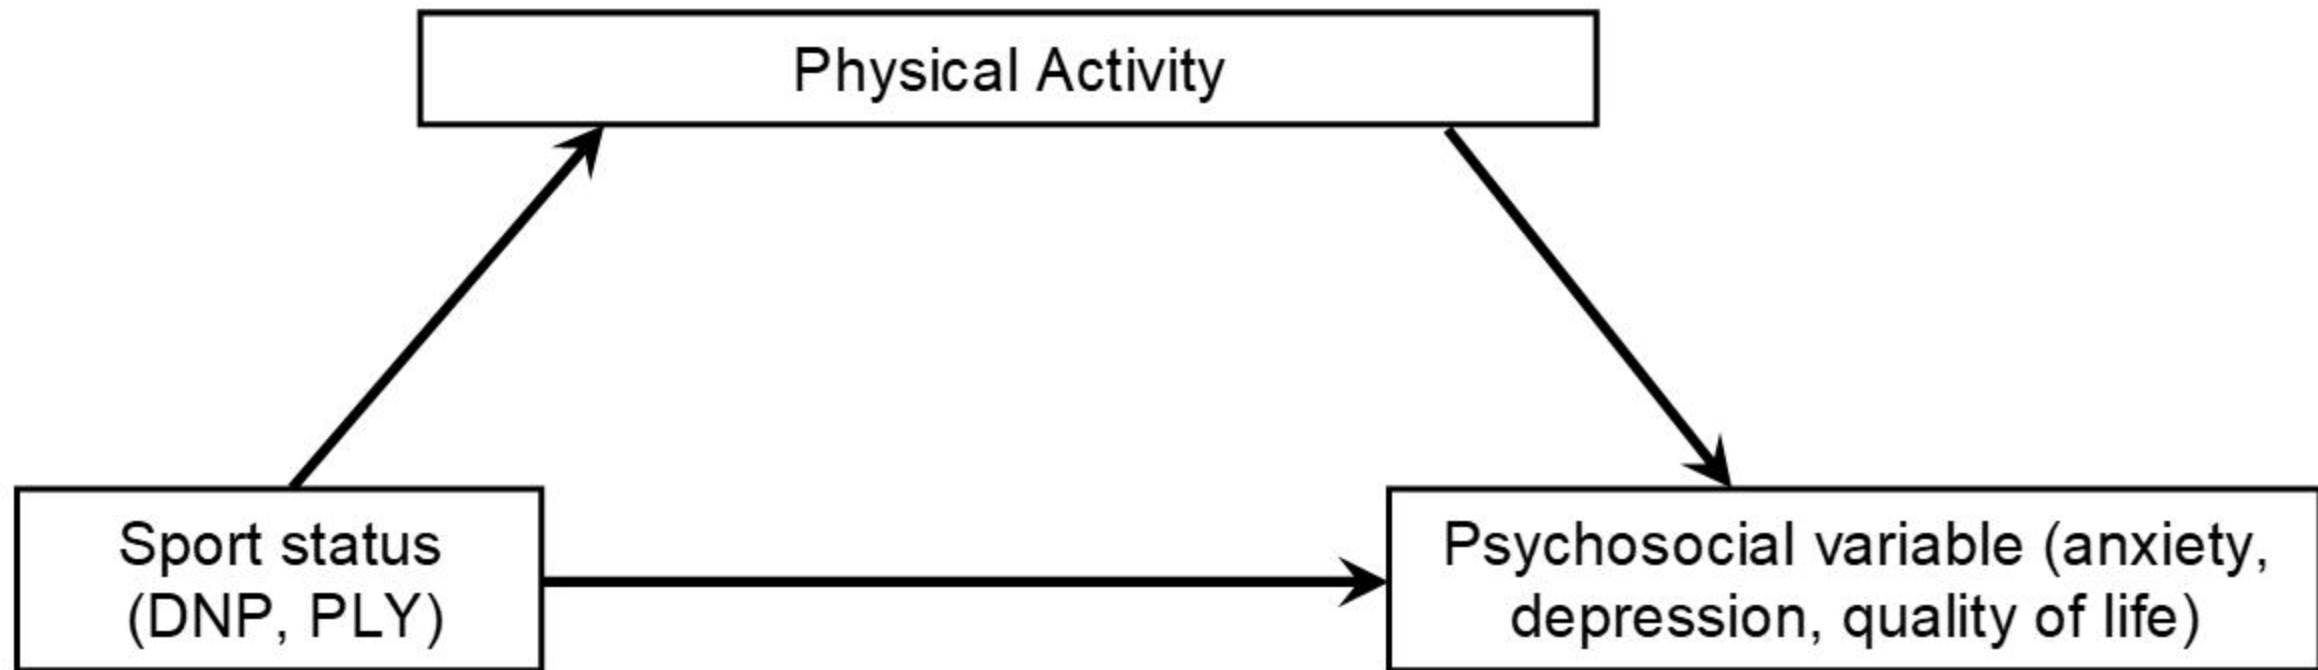 Physical Activity
Sport status
(DNP, PLY)
Psychosocial variable (anxiety,
depression, quality of life)